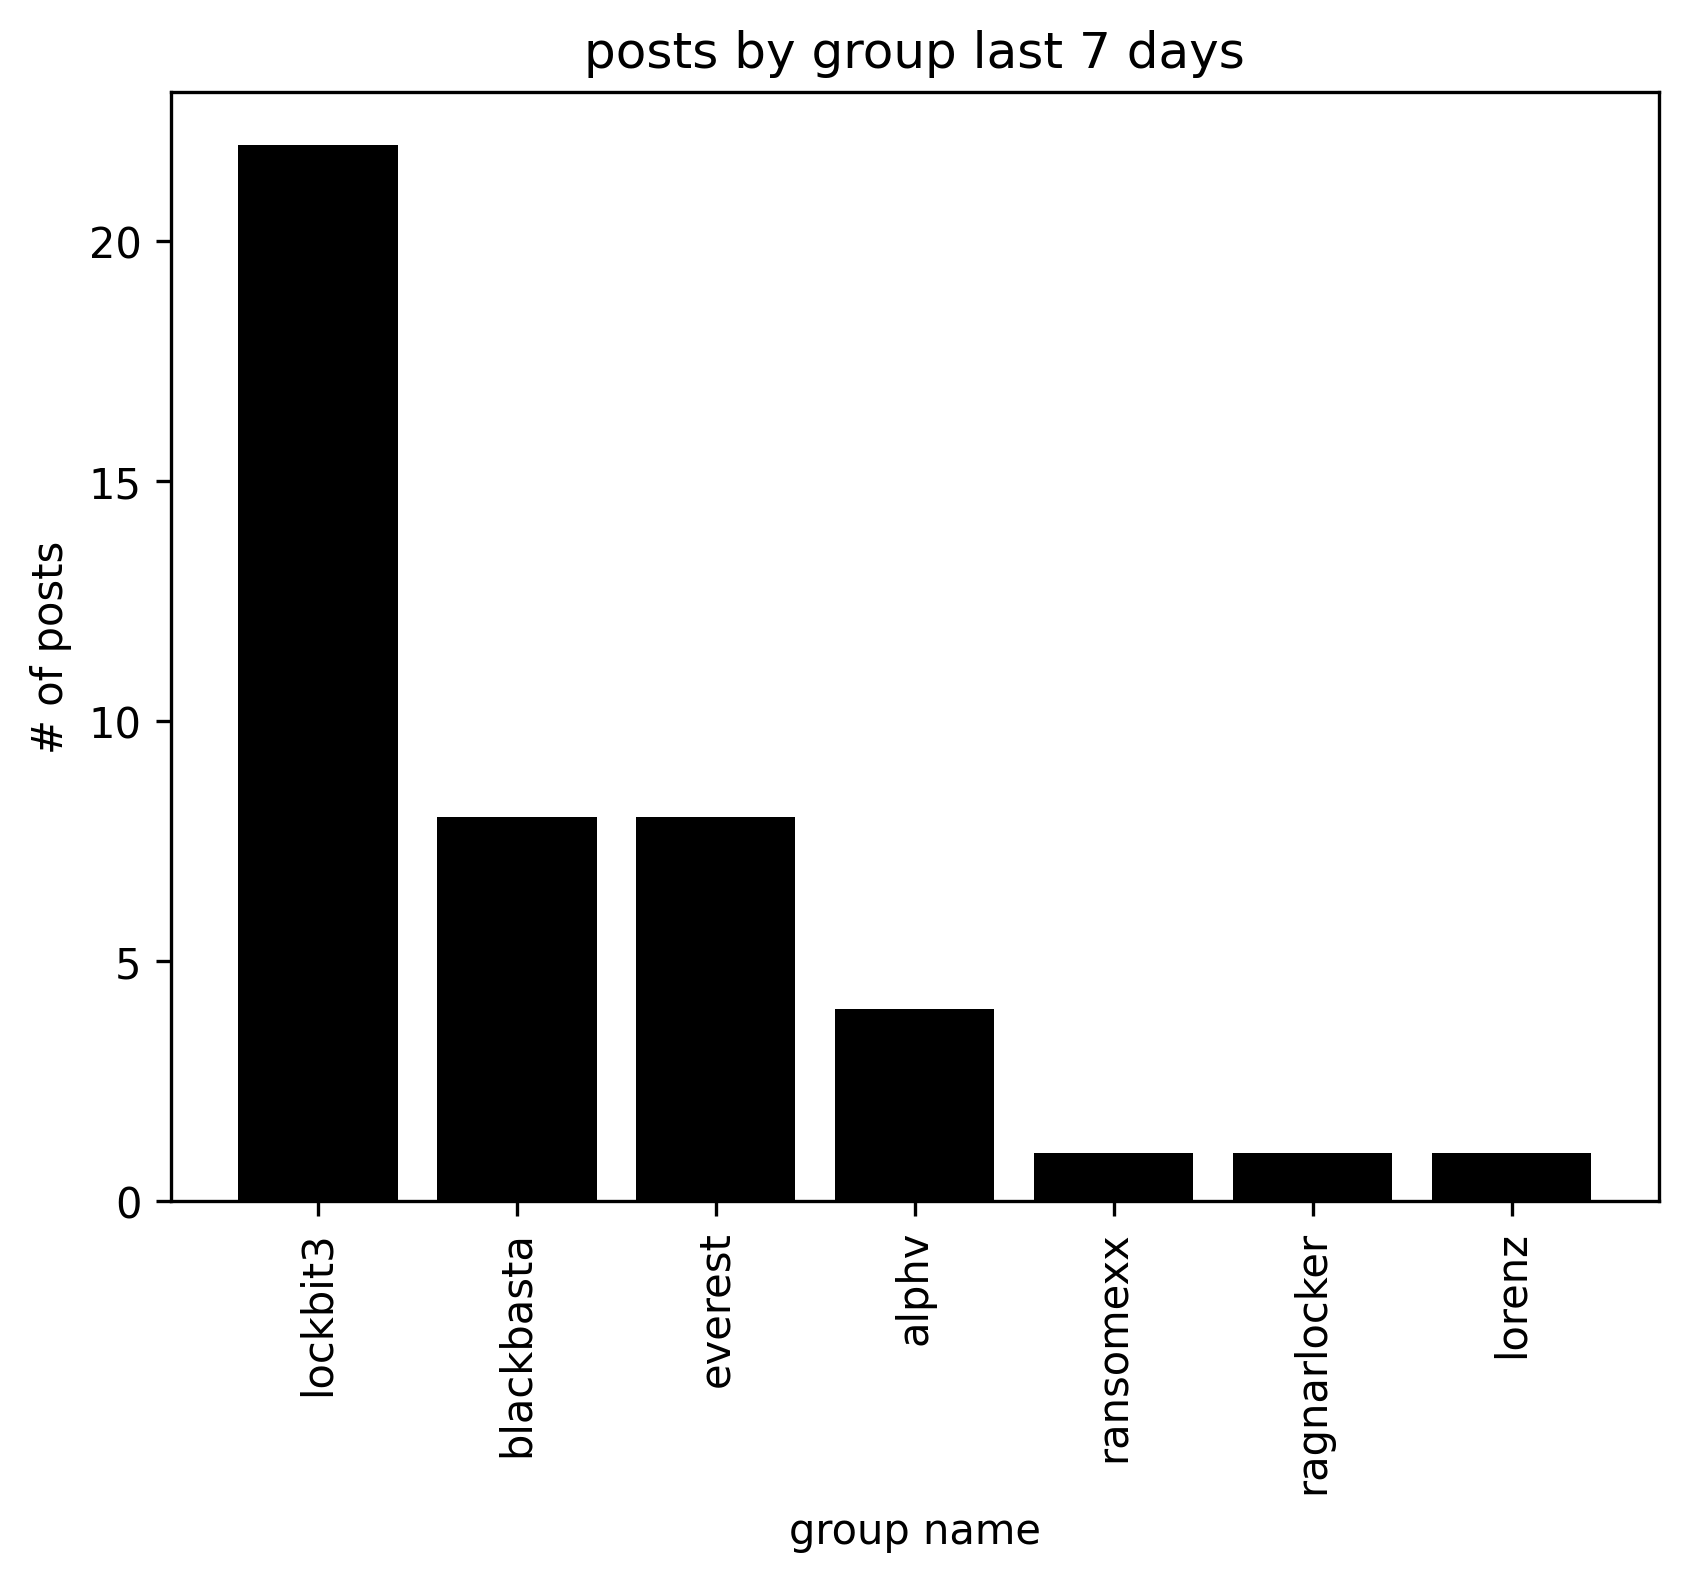 posts by group last 7 days
# of posts
20
15
10
5
0
lockbit3
blackbasta
everest
alphv
ransomexx
ragnarlocker
lorenz
group name